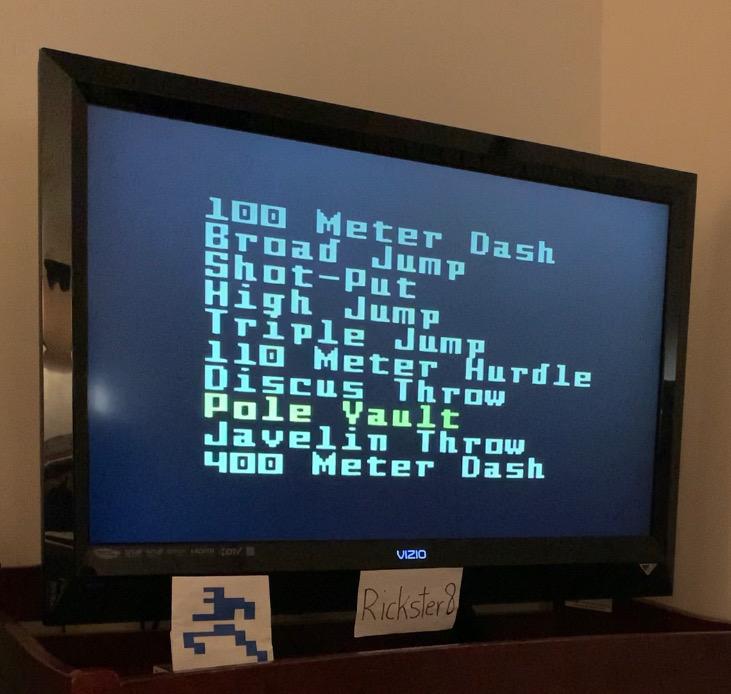 100 Meter Dash
Broad Jump
Shot-put
High Jump
Triple Jump
110 Meter Hurdle
Discus Throw
Pole Vault
Javelin Throw
400 Meter Dash
VIZIO
Rickster8